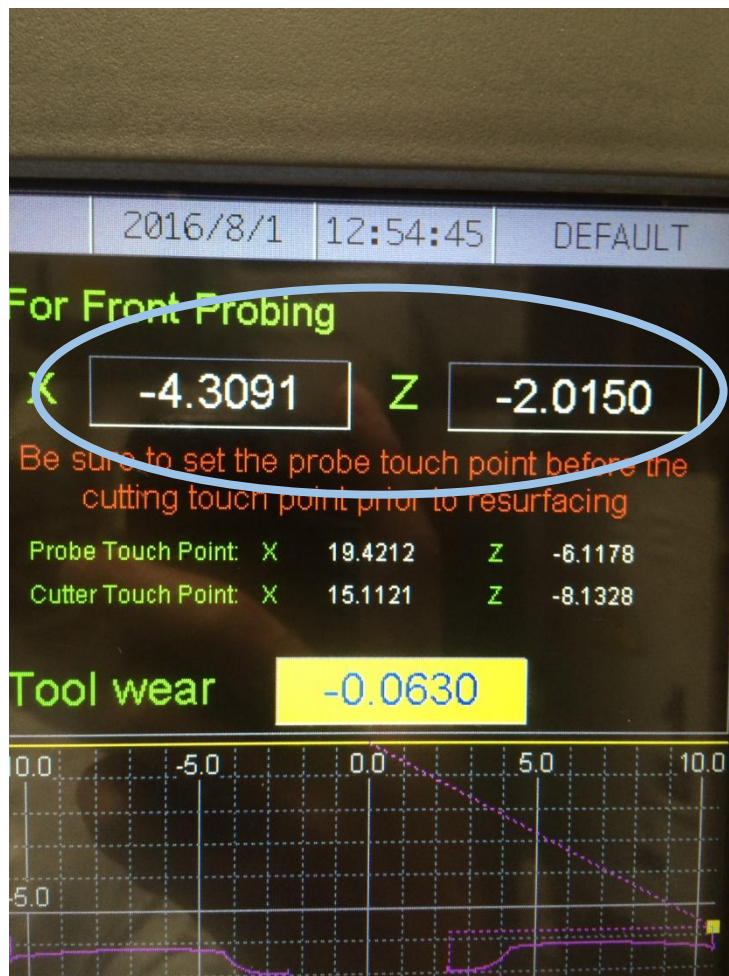 2016/8/1 12:54:45 DEFAULT
For Front Probing
X -4.3091 Z -2.0150
Be sure to set the probe touch point before the
cutting touch point prior to resurfacing
Probe Touch Point: X 19.4212 Z -6.1178
Cutter Touch Point: X 15.1121 Z -8.1328
Tool wear -0.0630
10.0 -5.0 0.0 5.0 10.0
-5.0